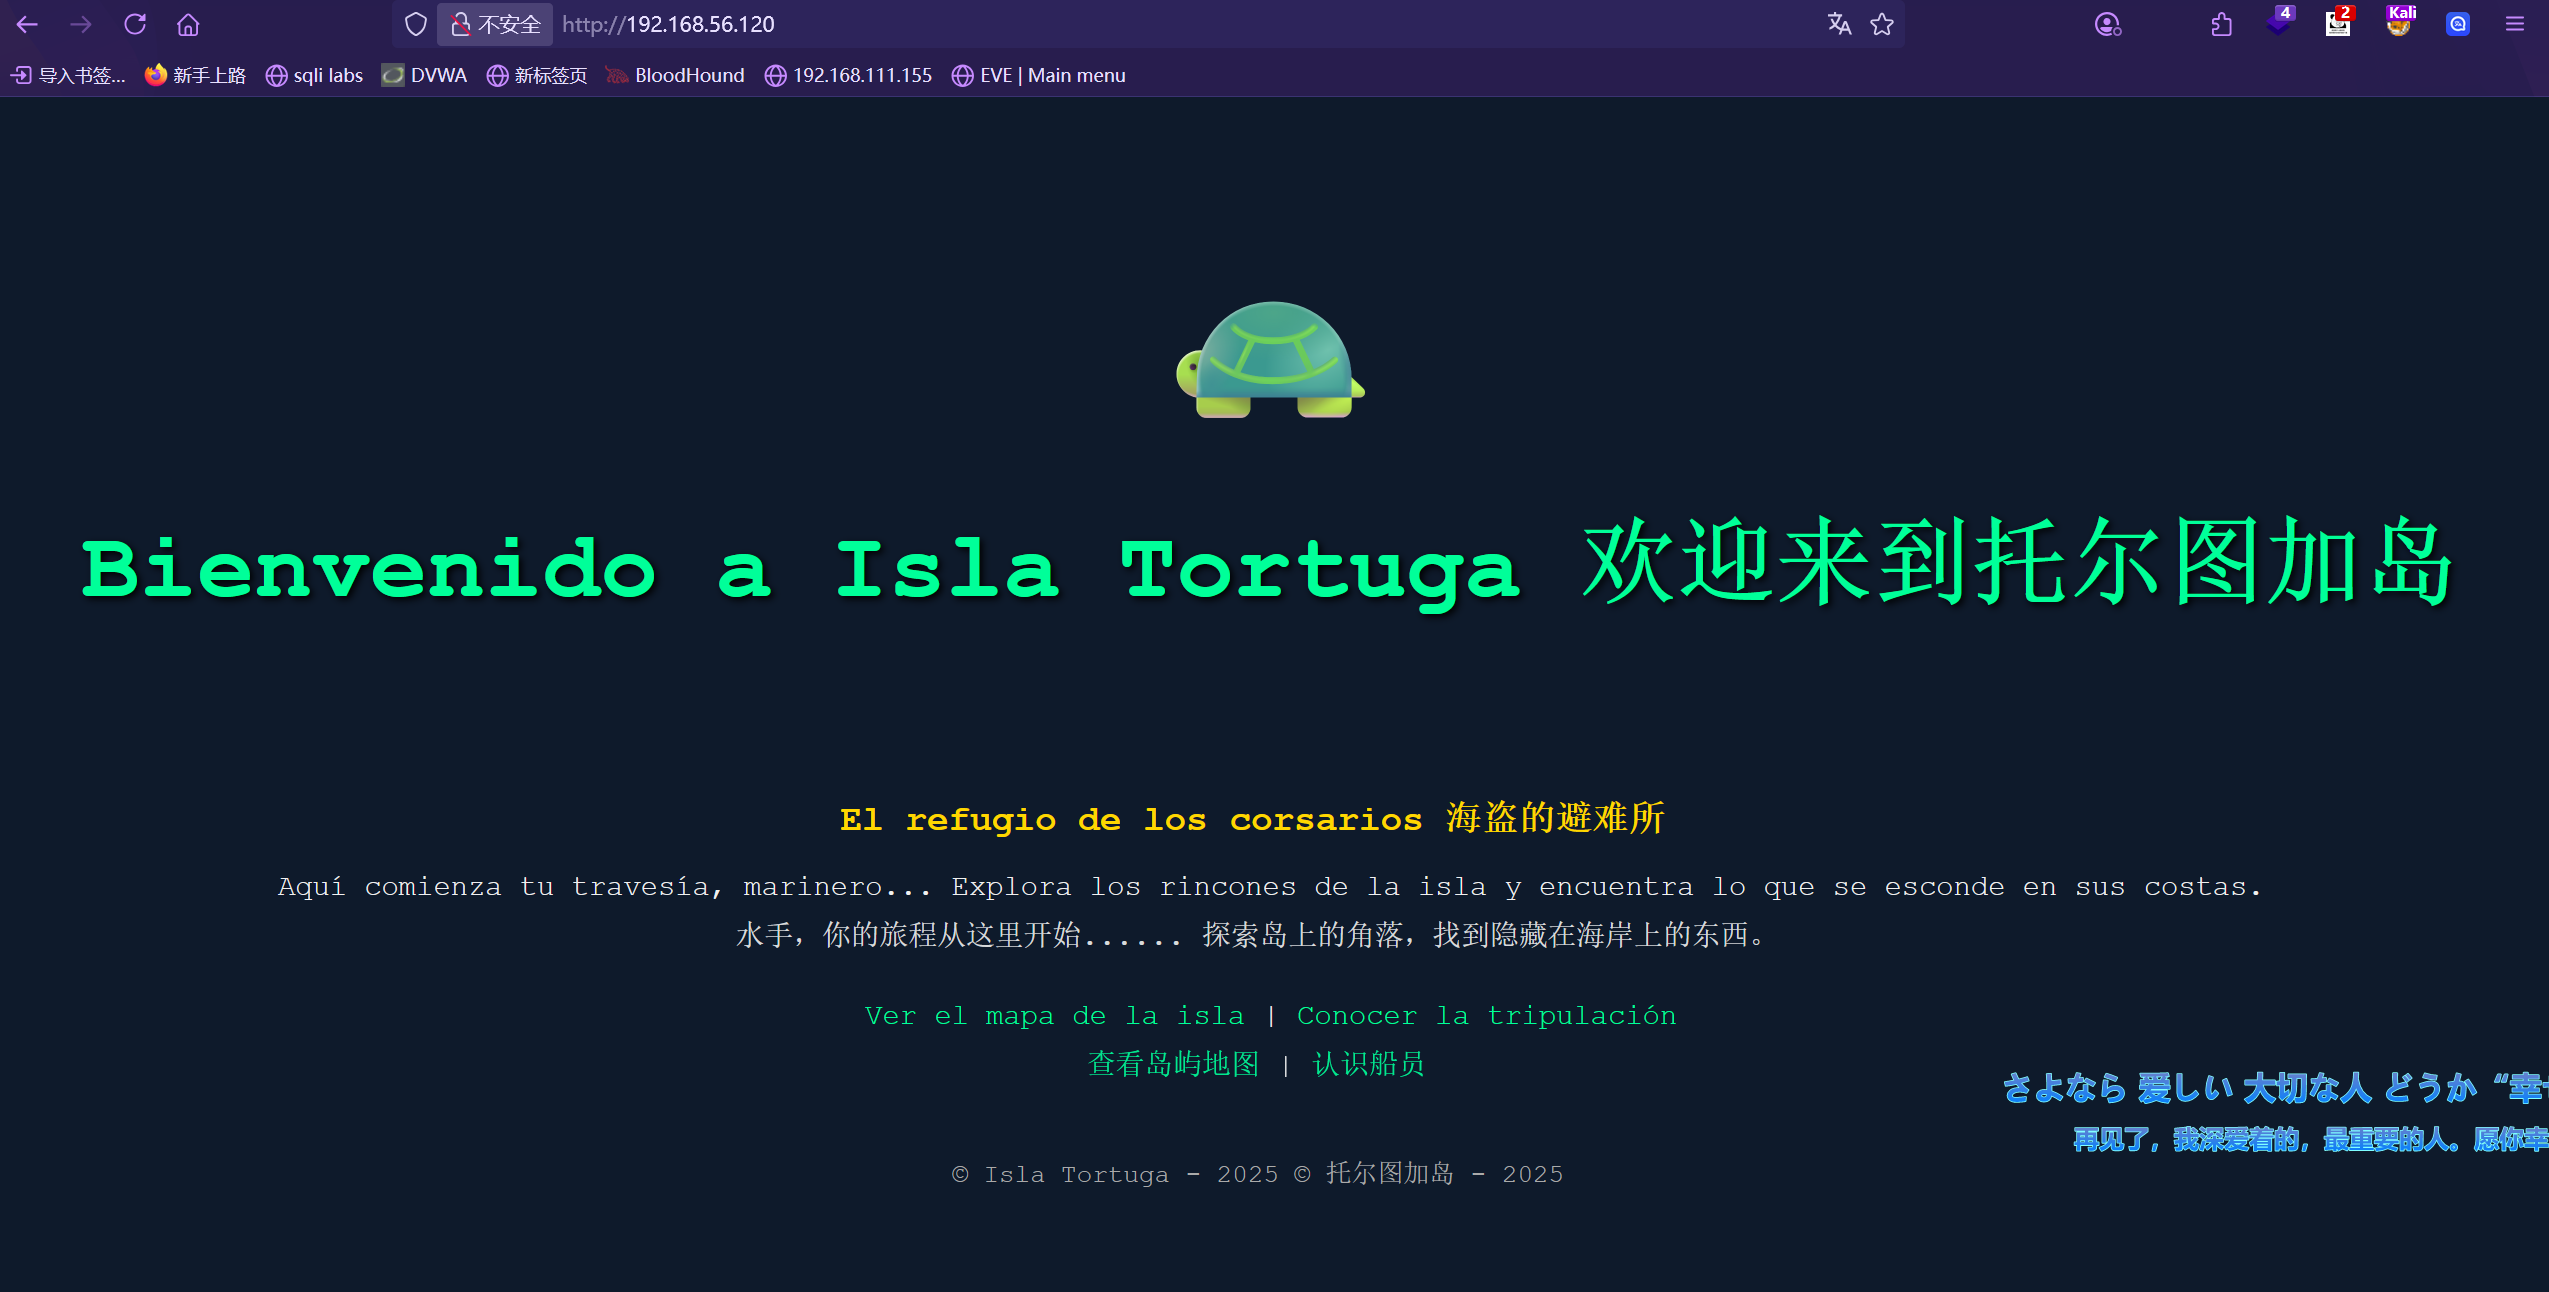 不安全 http://192.168.56.120 4 2 Kali
导入书签... 新手上路 sqli labs DVWA 新标签页 BloodHound 192.168.111.155 EVE | Main menu
Bienvenido a Isla Tortuga 欢迎来到托尔图加岛
El refugio de los corsarios 海盗的避难所
Aquí comienza tu travesía, marinero... Explora los rincones de la isla y encuentra lo que se esconde en sus costas.
水手，你的旅程从这里开始...... 探索岛上的角落，找到隐藏在海岸上的东西。
Ver el mapa de la isla | Conocer la tripulación
查看岛屿地图 | 认识船员
さよなら 愛しい 大切な人 どうか “幸
再见了，我深爱着的，最重要的人。愿你幸
© Isla Tortuga - 2025 © 托尔图加岛 - 2025